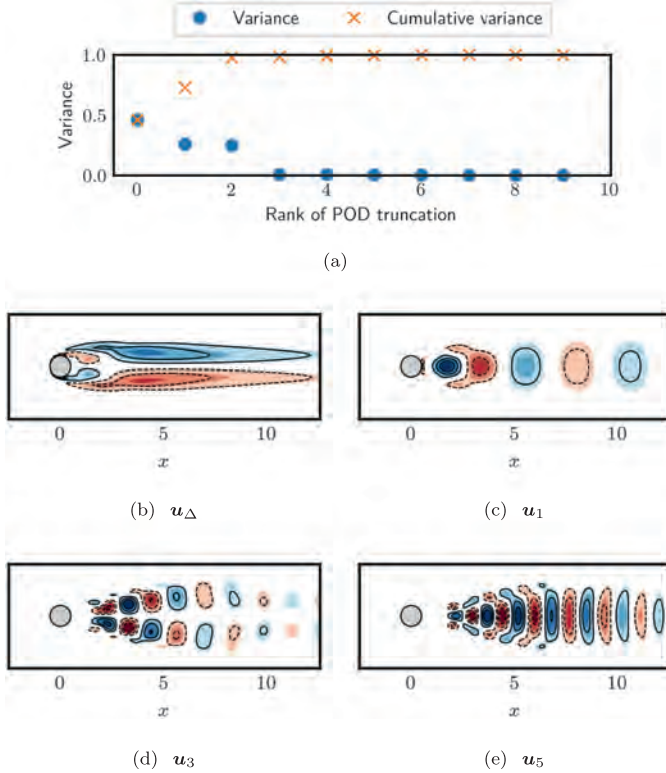 Variance Cumulative variance
1.0
0.5
0.0
Variance
0 2 4 6 8 10
Rank of POD truncation
(a)
0 5 10 0 5 10
x x
(b) u_Δ (c) u_1
0 5 10 0 5 10
x x
(d) u_3 (e) u_5